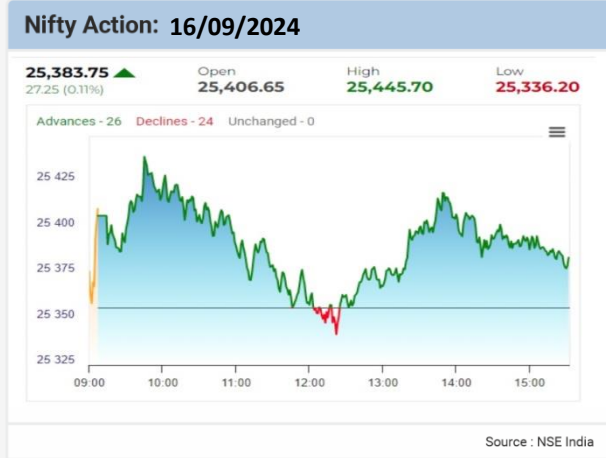 Nifty Action: 16/09/2024
25,383.75
27.25 (0.11%)
Open
25,406.65
High
25,445.70
Low
25,336.20
Advances - 26 Declines - 24 Unchanged - 0
25 425
25 400
25 375
25 350
25 325
09:00 10:00 11:00 12:00 13:00 14:00 15:00
Source : NSE India